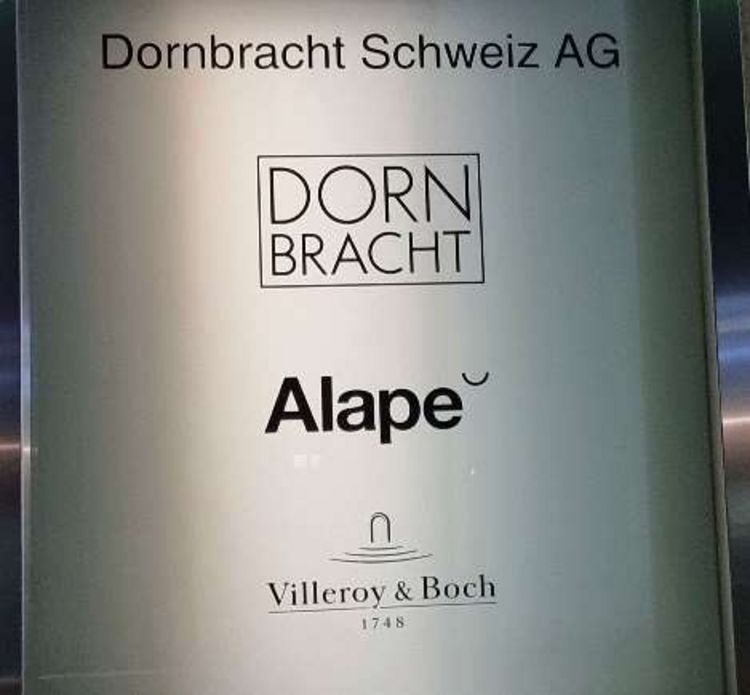 Dornbracht Schweiz AG
DORN
BRACHT
Alape
Villeroy & Boch
1748